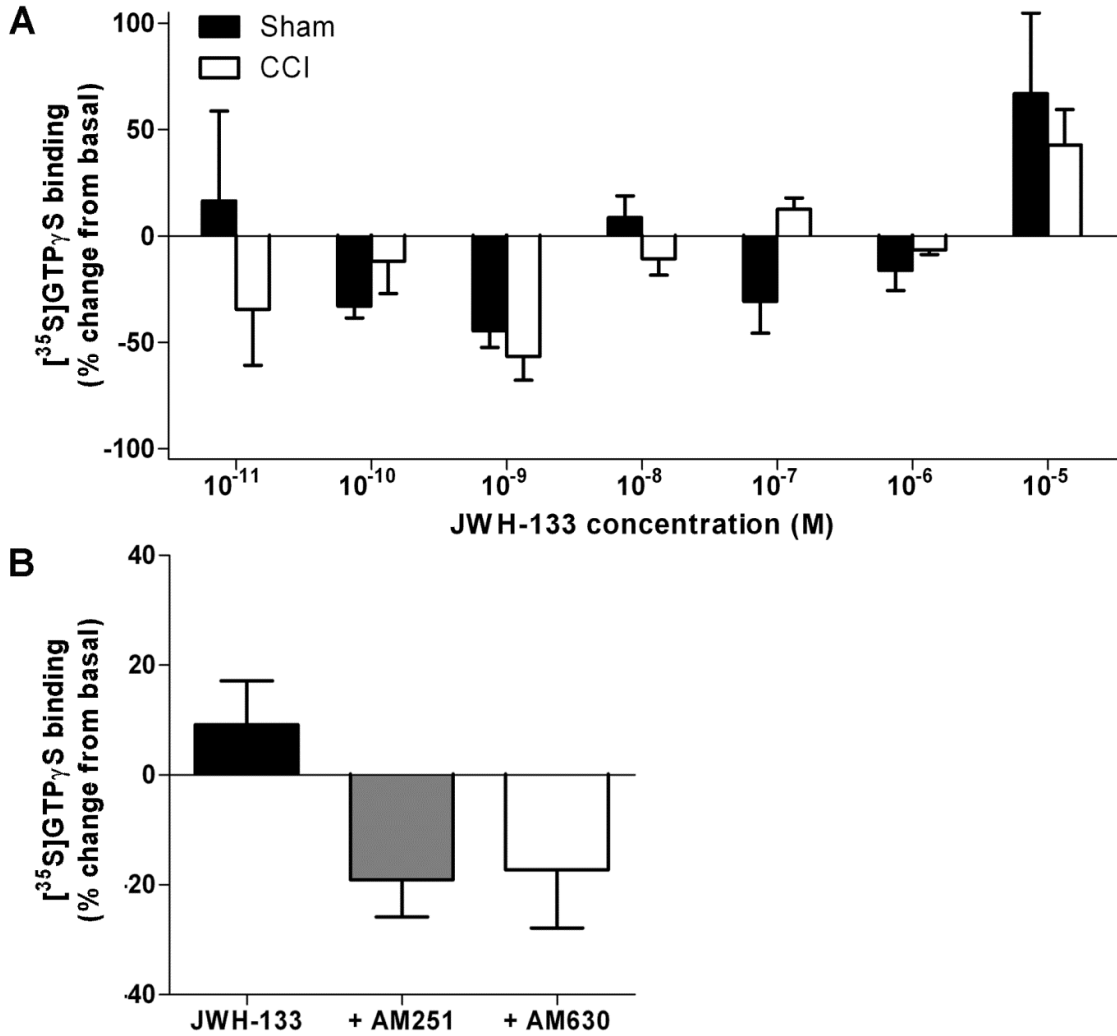 A
Sham
CCI
[³⁵S]GTPγS binding
(% change from basal)
100
50
0
-50
-100
10⁻¹¹ 10⁻¹⁰ 10⁻⁹ 10⁻⁸ 10⁻⁷ 10⁻⁶ 10⁻⁵
JWH-133 concentration (M)
B
[³⁵S]GTPγS binding
(% change from basal)
40
20
0
-20
-40
JWH-133 + AM251 + AM630